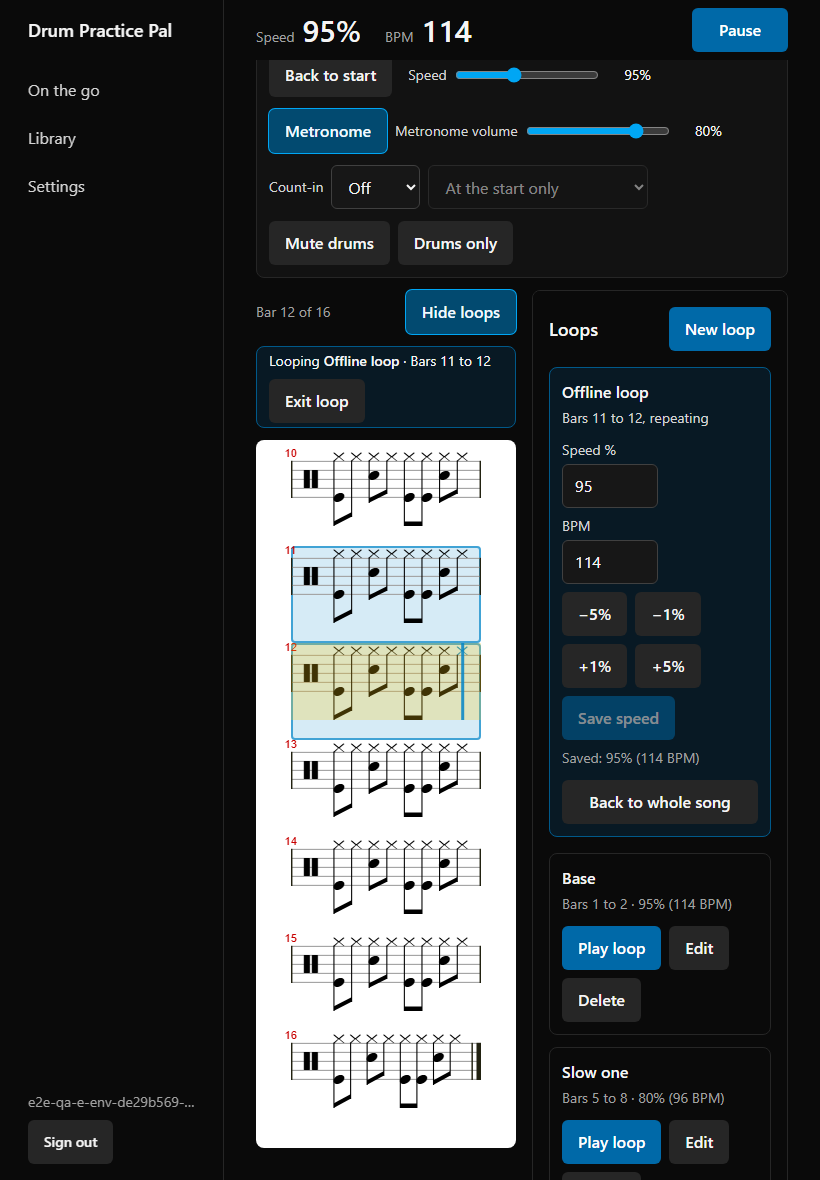 Drum Practice Pal
On the go
Library
Settings
e2e-qa-e-env-de29b569-...
Sign out
Speed 95% BPM 114
Pause
Back to start Speed 95%
Metronome Metronome volume 80%
Count-in Off At the start only
Mute drums Drums only
Bar 12 of 16
Hide loops
Looping Offline loop · Bars 11 to 12
Exit loop
10
11
12
13
14
15
16
Loops
New loop
Offline loop
Bars 11 to 12, repeating
Speed %
95
BPM
114
−5% −1%
+1% +5%
Save speed
Saved: 95% (114 BPM)
Back to whole song
Base
Bars 1 to 2 · 95% (114 BPM)
Play loop Edit
Delete
Slow one
Bars 5 to 8 · 80% (96 BPM)
Play loop Edit